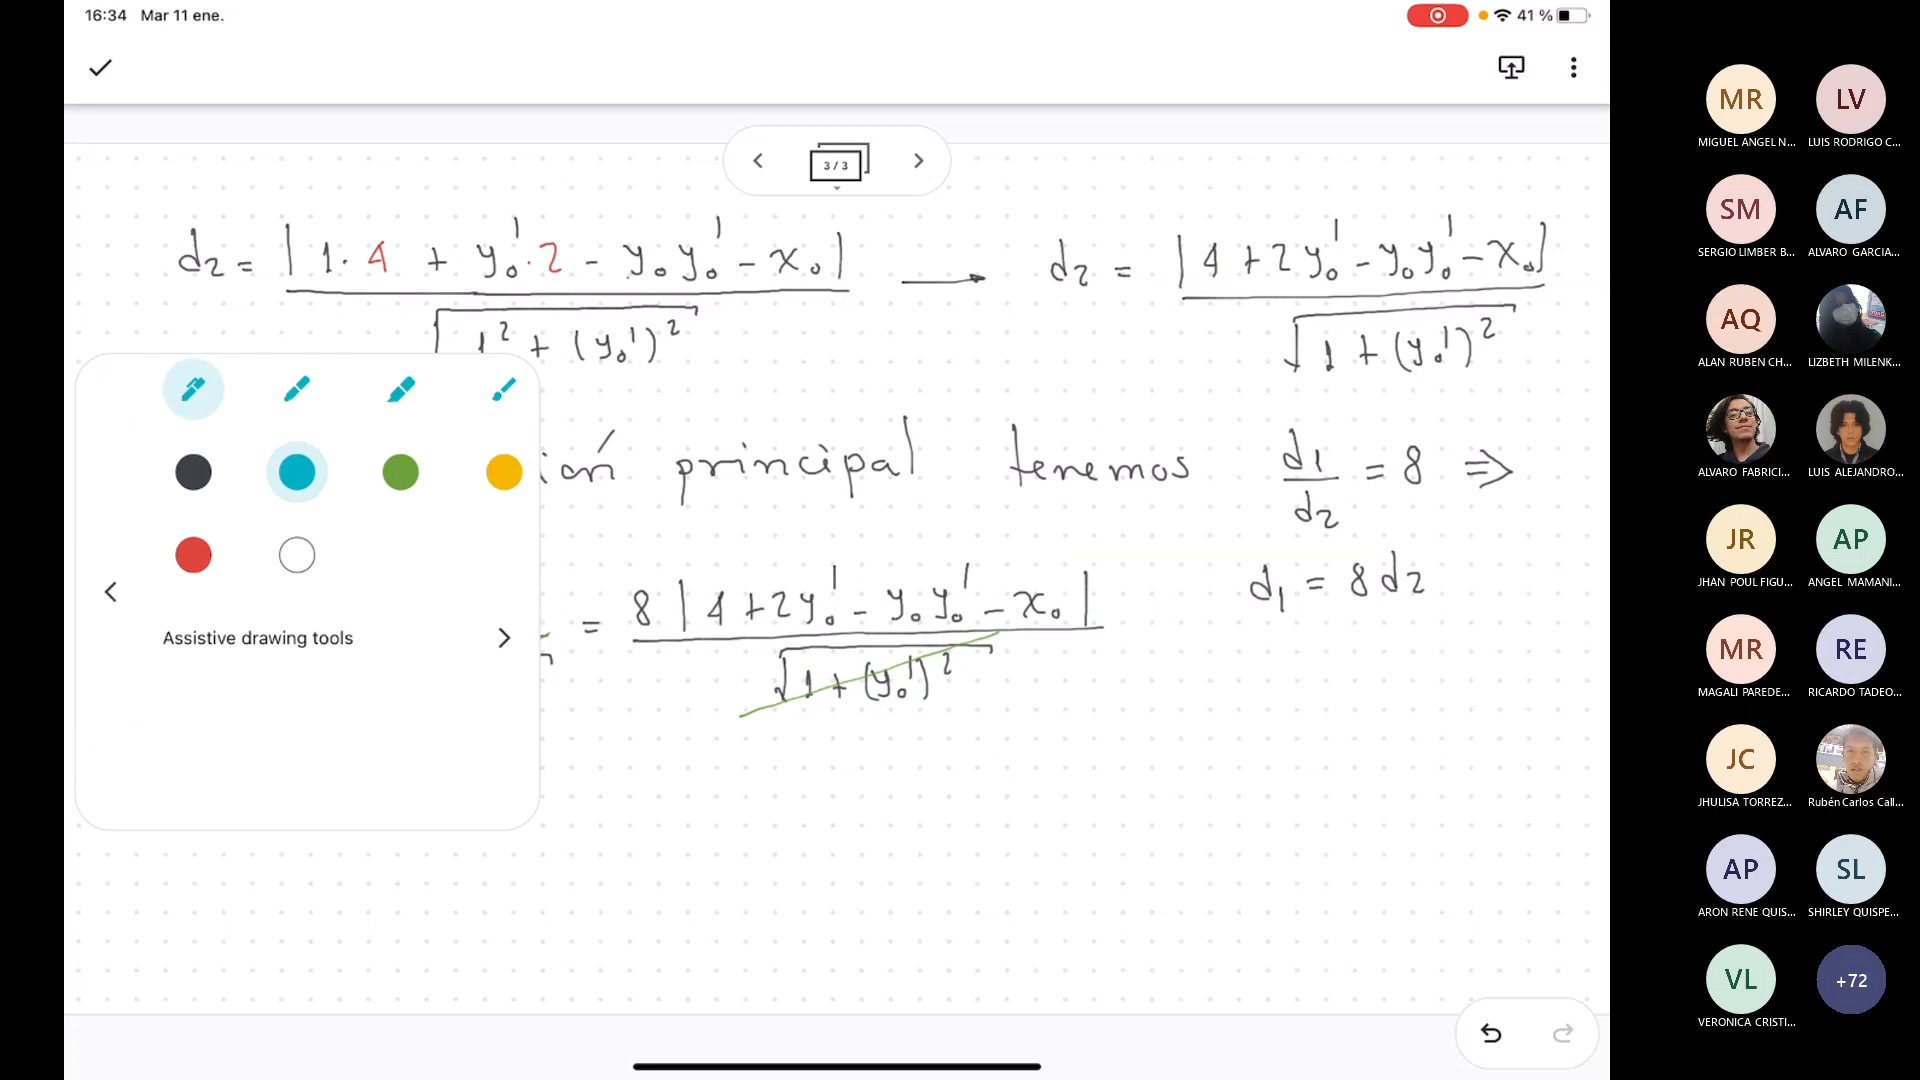 16:34 Mar 11 ene.
41 %
3 / 3
d₂ = |1·4 + y₀'·2 - y₀y₀' - x₀| / √(1² + (y₀')²) → d₂ = |4 + 2y₀' - y₀y₀' - x₀| / √(1 + (y₀')²)
principal tenemos d₁/d₂ = 8 ⇒
d₁ = 8d₂
= 8|4 + 2y₀' - y₀y₀' - x₀| / √(1 + (y₀')²)
Assistive drawing tools
MR LV
MIGUEL ANGEL N... LUIS RODRIGO C...
SM AF
SERGIO LIMBER B... ALVARO GARCIA...
AQ
ALAN RUBEN CH... LIZBETH MILENK...
ALVARO FABRICI... LUIS ALEJANDRO...
JR AP
JHAN POUL FIGU... ANGEL MAMANI...
MR RE
MAGALI PAREDE... RICARDO TADEO...
JC
JHULISA TORREZ... Rubén Carlos Call...
AP SL
ARON RENE QUIS... SHIRLEY QUISPE...
VL +72
VERONICA CRISTI...